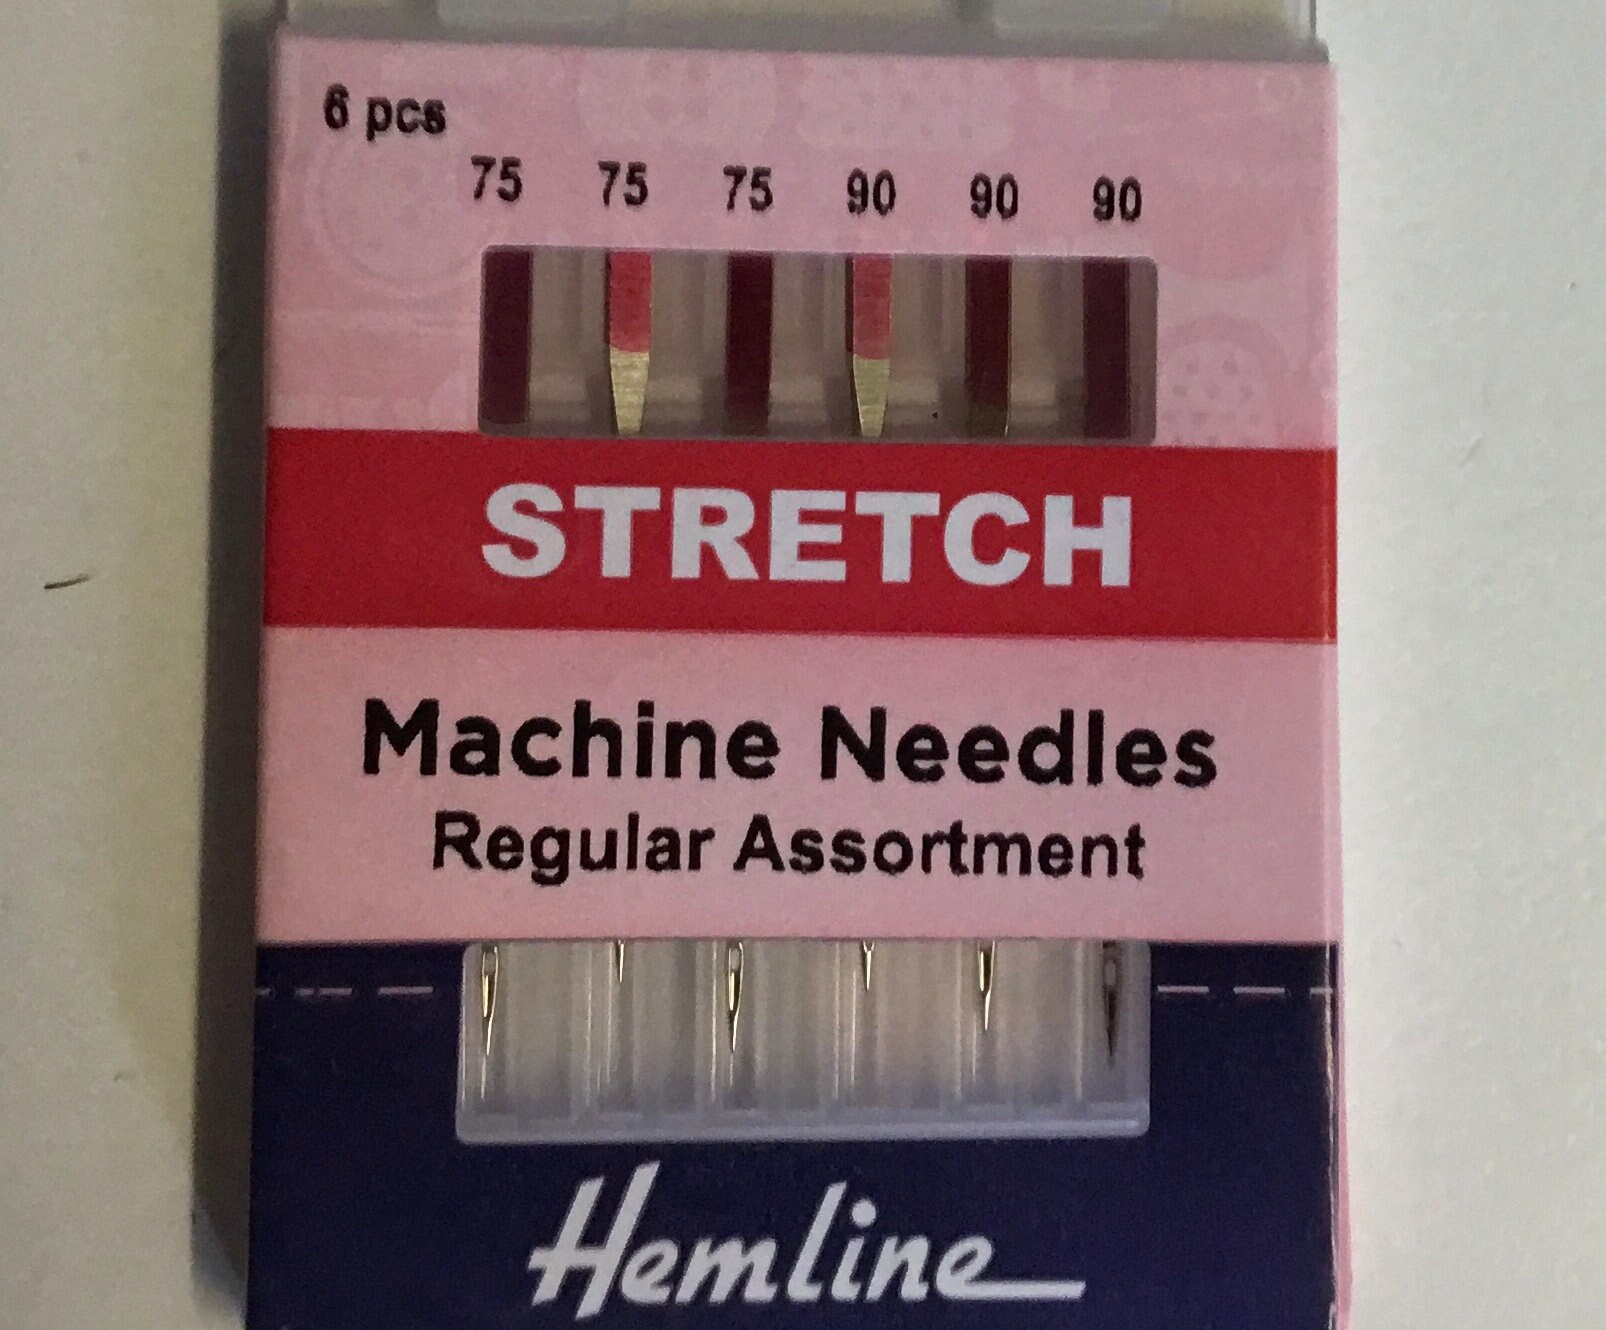 6 pcs
75 75 75 90 90 90
STRETCH
Machine Needles
Regular Assortment
Hemline